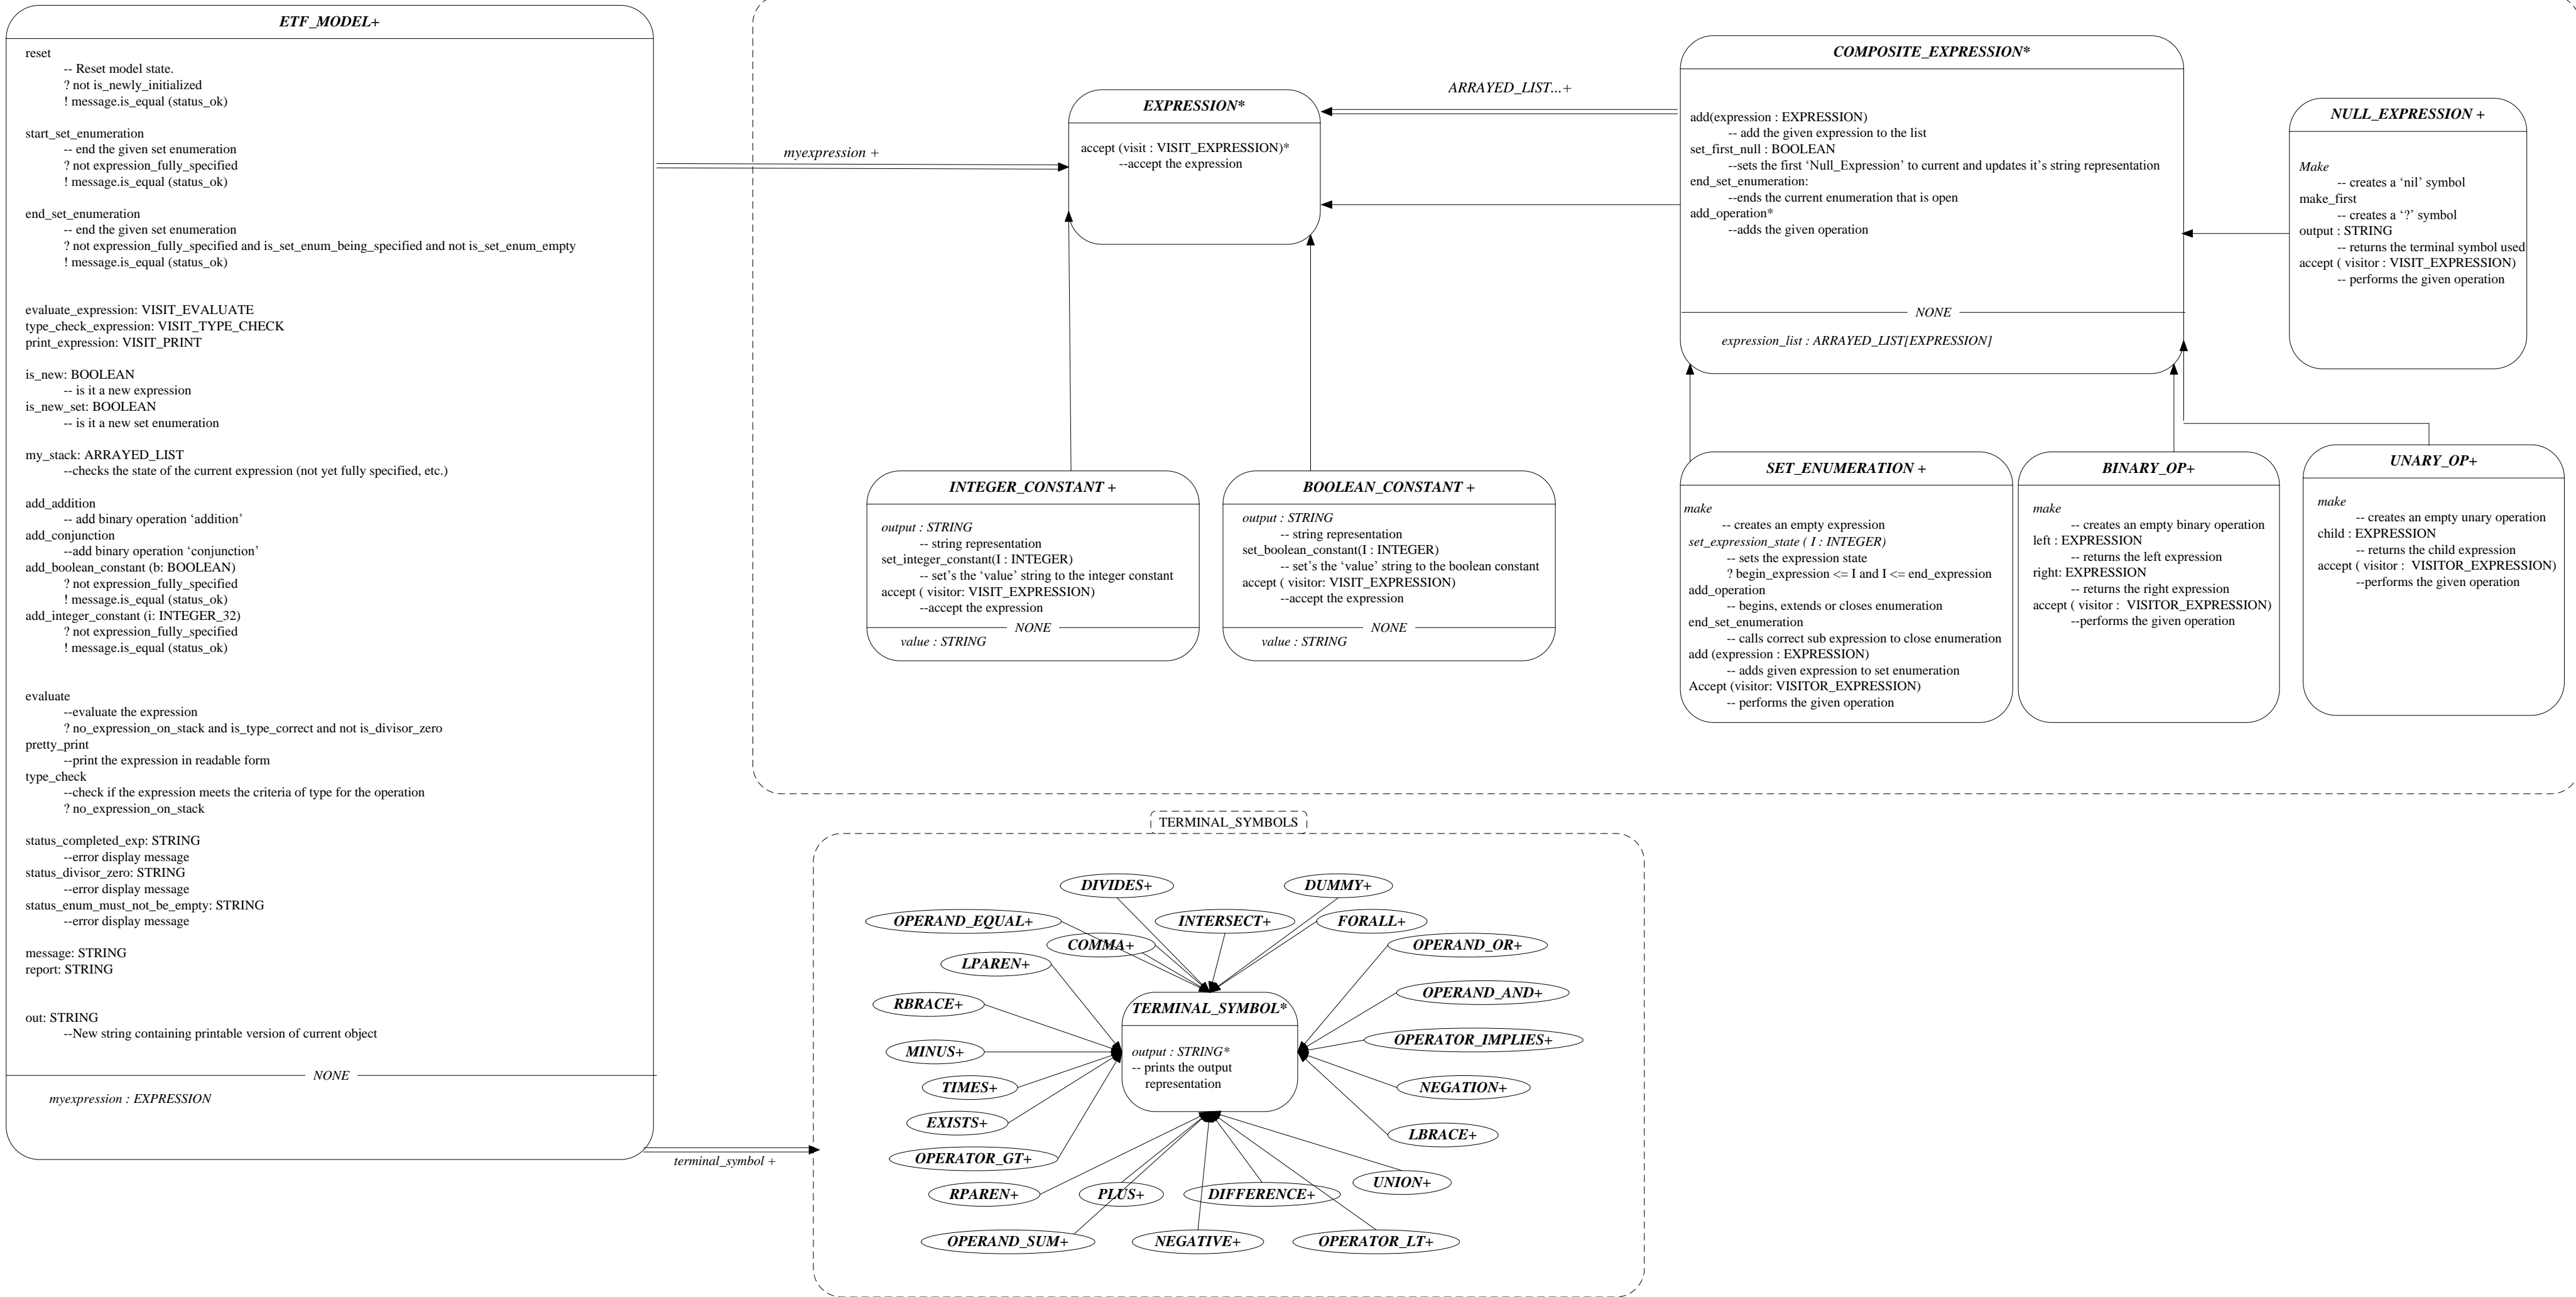 ETF_MODEL+
reset
-- Reset model state.
? not is_newly_initialized
! message.is_equal (status_ok)
start_set_enumeration
-- end the given set enumeration
? not expression_fully_specified
! message.is_equal (status_ok)
end_set_enumeration
-- end the given set enumeration
? not expression_fully_specified and is_set_enum_being_specified and not is_set_enum_empty
! message.is_equal (status_ok)
evaluate_expression: VISIT_EVALUATE
type_check_expression: VISIT_TYPE_CHECK
print_expression: VISIT_PRINT
is_new: BOOLEAN
-- is it a new expression
is_new_set: BOOLEAN
-- is it a new set enumeration
my_stack: ARRAYED_LIST
--checks the state of the current expression (not yet fully specified, etc.)
add_addition
-- add binary operation ‘addition’
add_conjunction
--add binary operation ‘conjunction’
add_boolean_constant (b: BOOLEAN)
? not expression_fully_specified
! message.is_equal (status_ok)
add_integer_constant (i: INTEGER_32)
? not expression_fully_specified
! message.is_equal (status_ok)
evaluate
--evaluate the expression
? no_expression_on_stack and is_type_correct and not is_divisor_zero
pretty_print
--print the expression in readable form
type_check
--check if the expression meets the criteria of type for the operation
? no_expression_on_stack
status_completed_exp: STRING
--error display message
status_divisor_zero: STRING
--error display message
status_enum_must_not_be_empty: STRING
--error display message
message: STRING
report: STRING
out: STRING
--New string containing printable version of current object
NONE
myexpression : EXPRESSION
myexpression +
terminal_symbol +
EXPRESSION*
accept (visit : VISIT_EXPRESSION)*
--accept the expression
ARRAYED_LIST...+
COMPOSITE_EXPRESSION*
add(expression : EXPRESSION)
-- add the given expression to the list
set_first_null : BOOLEAN
--sets the first ‘Null_Expression’ to current and updates it’s string representation
end_set_enumeration:
--ends the current enumeration that is open
add_operation*
--adds the given operation
NONE
expression_list : ARRAYED_LIST[EXPRESSION]
NULL_EXPRESSION +
Make
-- creates a ‘nil’ symbol
make_first
-- creates a ‘?’ symbol
output : STRING
-- returns the terminal symbol used
accept ( visitor : VISIT_EXPRESSION)
-- performs the given operation
INTEGER_CONSTANT +
output : STRING
-- string representation
set_integer_constant(I : INTEGER)
-- set’s the ‘value’ string to the integer constant
accept ( visitor: VISIT_EXPRESSION)
--accept the expression
NONE
value : STRING
BOOLEAN_CONSTANT +
output : STRING
-- string representation
set_boolean_constant(I : INTEGER)
-- set’s the ‘value’ string to the boolean constant
accept ( visitor: VISIT_EXPRESSION)
--accept the expression
NONE
value : STRING
SET_ENUMERATION +
make
-- creates an empty expression
set_expression_state ( I : INTEGER)
-- sets the expression state
? begin_expression <= I and I <= end_expression
add_operation
-- begins, extends or closes enumeration
end_set_enumeration
-- calls correct sub expression to close enumeration
add (expression : EXPRESSION)
-- adds given expression to set enumeration
Accept (visitor: VISITOR_EXPRESSION)
-- performs the given operation
BINARY_OP+
make
-- creates an empty binary operation
left : EXPRESSION
-- returns the left expression
right: EXPRESSION
-- returns the right expression
accept ( visitor : VISITOR_EXPRESSION)
--performs the given operation
UNARY_OP+
make
-- creates an empty unary operation
child : EXPRESSION
-- returns the child expression
accept ( visitor : VISITOR_EXPRESSION)
--performs the given operation
TERMINAL_SYMBOLS
DIVIDES+
DUMMY+
OPERAND_EQUAL+
INTERSECT+
FORALL+
COMMA+
OPERAND_OR+
LPAREN+
OPERAND_AND+
RBRACE+
TERMINAL_SYMBOL*
output : STRING*
-- prints the output
representation
OPERATOR_IMPLIES+
MINUS+
TIMES+
NEGATION+
EXISTS+
LBRACE+
OPERATOR_GT+
UNION+
RPAREN+
PLUS+
DIFFERENCE+
OPERAND_SUM+
NEGATIVE+
OPERATOR_LT+